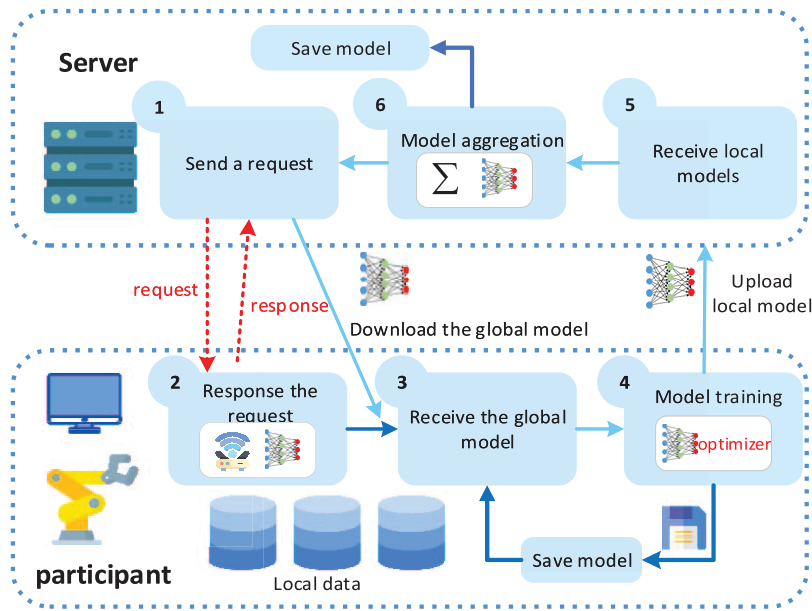 Server
Save model
1
Send a request
6
Model aggregation
∑
5
Receive local
models
request
response
Download the global model
Upload
local model
2
Response the
request
3
Receive the global
model
4
Model training
optimizer
Local data
Save model
participant